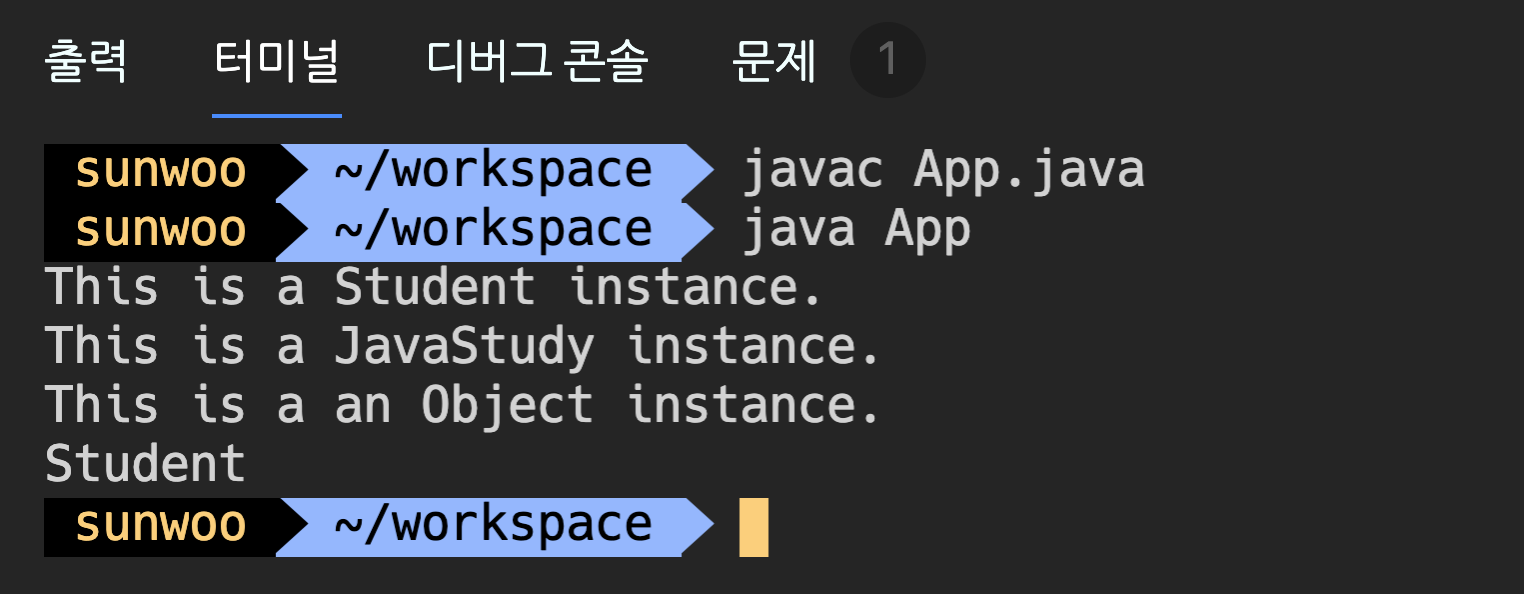 출력 터미널 디버그 콘솔 문제 1
sunwoo ~/workspace javac App.java
sunwoo ~/workspace java App
This is a Student instance.
This is a JavaStudy instance.
This is a an Object instance.
Student
sunwoo ~/workspace